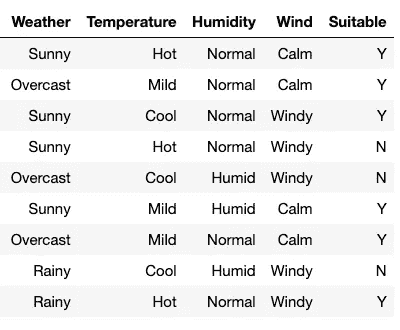 Weather Temperature Humidity Wind Suitable
Sunny Hot Normal Calm Y
Overcast Mild Normal Calm Y
Sunny Cool Normal Windy Y
Sunny Hot Normal Windy N
Overcast Cool Humid Windy N
Sunny Mild Humid Calm Y
Overcast Mild Normal Calm Y
Rainy Cool Humid Windy N
Rainy Hot Normal Windy Y